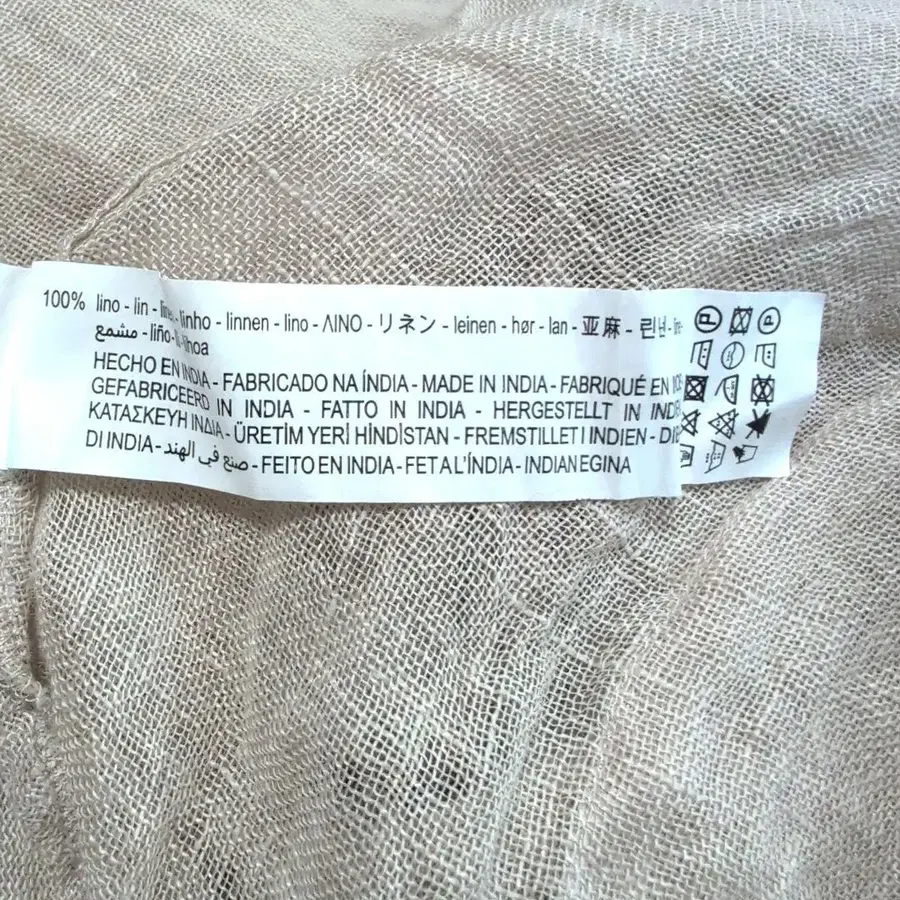 100% lino - lin - linho - linnen - lino - ΛΙΝΟ - リネン - leinen - hør - lan - 亚麻 - 린넨 -
مشمع - liño -
HECHO EN INDIA - FABRICADO NA ÍNDIA - MADE IN INDIA - FABRIQUÉ EN
GEFABRICEERD IN INDIA - FATTO IN INDIA - HERGESTELLT IN
ΚΑΤΑΣΚΕΥΗ ΙΝΔΙΑ - ÜRETİM YERİ HİNDİSTAN - FREMSTILLET I INDIEN -
DI INDIA - صنع في الهند - FEITO EN INDIA - FET A L'ÍNDIA - INDIAN EGINA